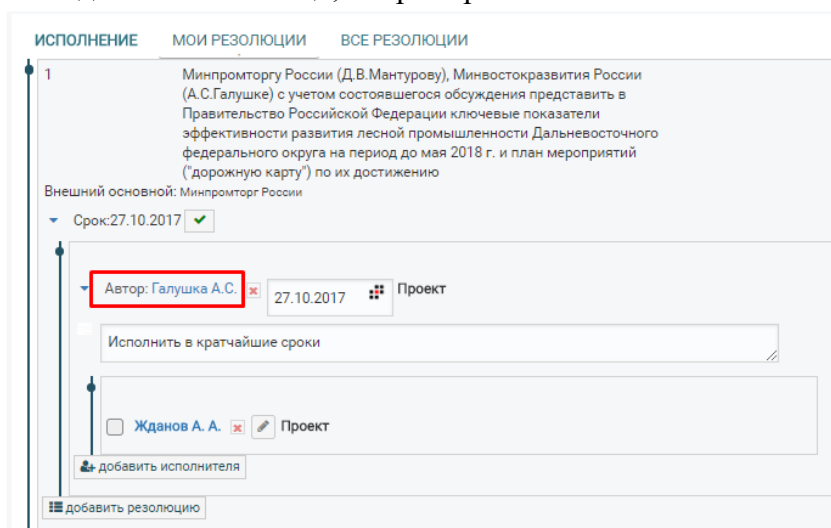 ИСПОЛНЕНИЕ МОИ РЕЗОЛЮЦИИ ВСЕ РЕЗОЛЮЦИИ
1 Минпромторгу России (Д.В.Мантурову), Минвостокразвития России
(А.С.Галушке) с учетом состоявшегося обсуждения представить в
Правительство Российской Федерации ключевые показатели
эффективности развития лесной промышленности Дальневосточного
федерального округа на период до мая 2018 г. и план мероприятий
("дорожную карту") по их достижению
Внешний основной: Минпромторг России
Срок:27.10.2017
Автор: Галушка А.С. 27.10.2017 Проект
Исполнить в кратчайшие сроки
Жданов А. А. Проект
добавить исполнителя
добавить резолюцию